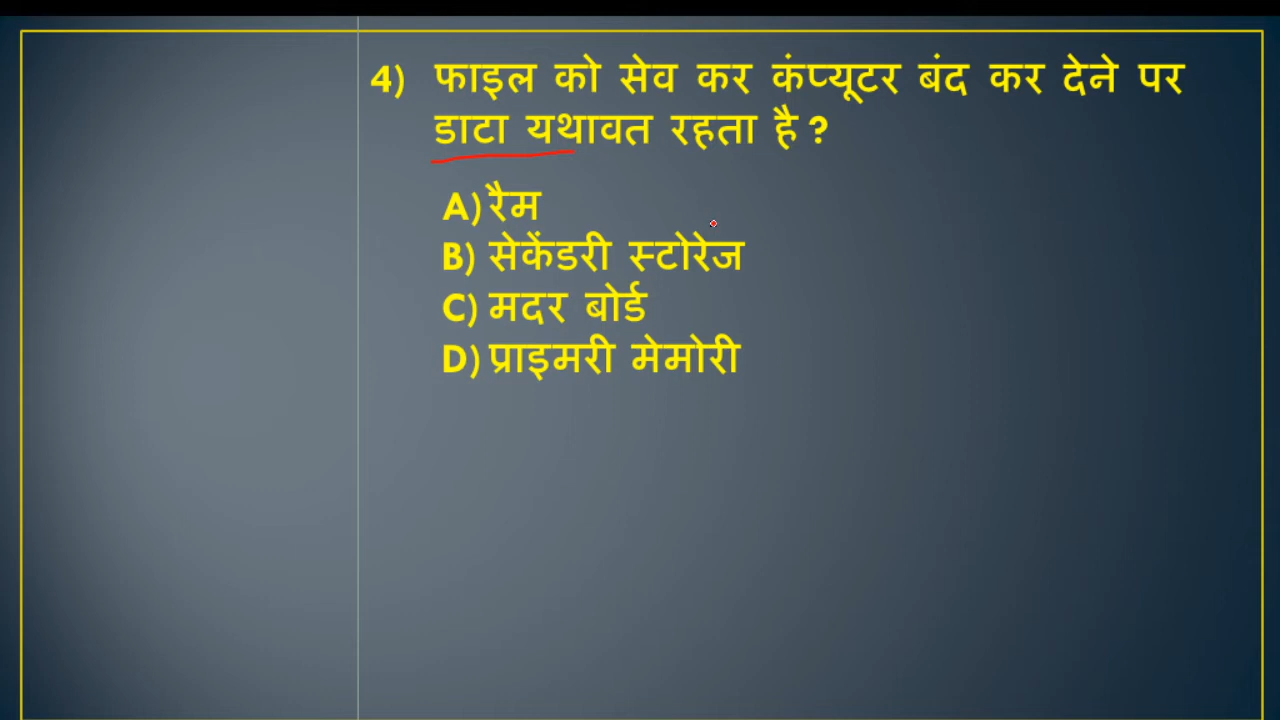 4) फाइल को सेव कर कंप्यूटर बंद कर देने पर
डाटा यथावत रहता है ?
A) रैम
B) सेकेंडरी स्टोरेज
C) मदर बोर्ड
D) प्राइमरी मेमोरी